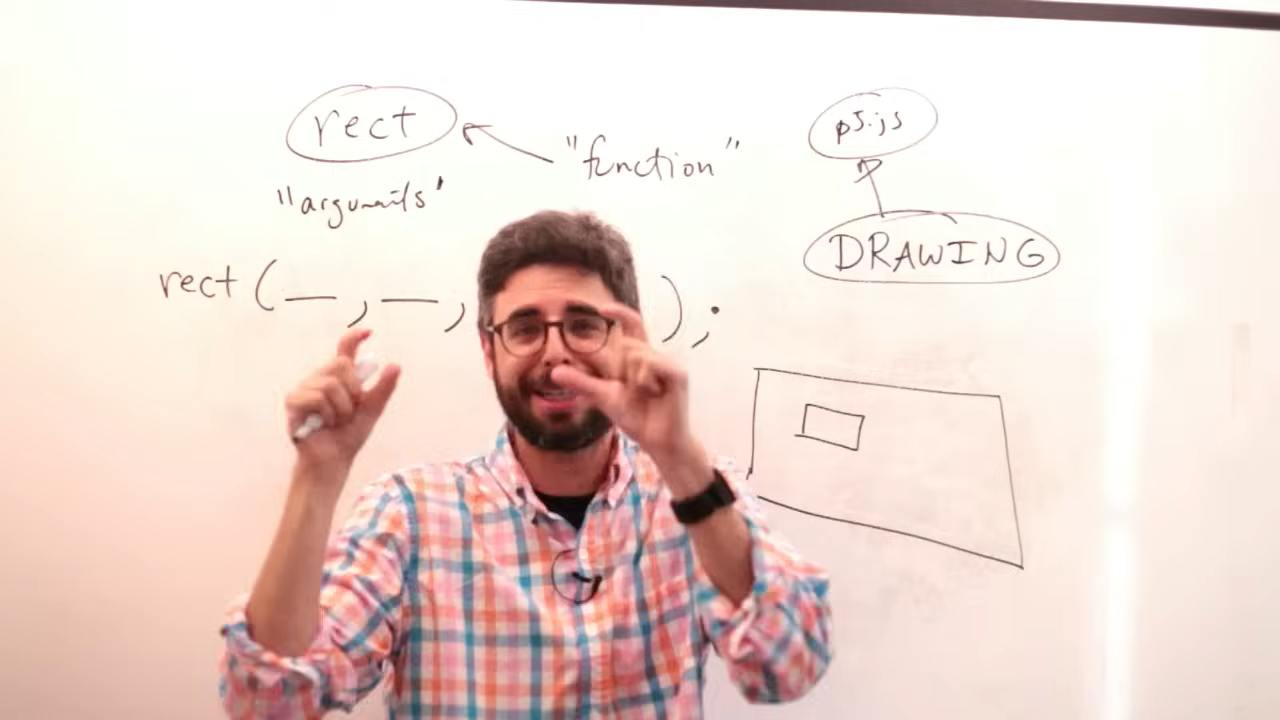 rect
"function"
"arguments"
rect ( __ , __ , ) ;
p5.js
DRAWING